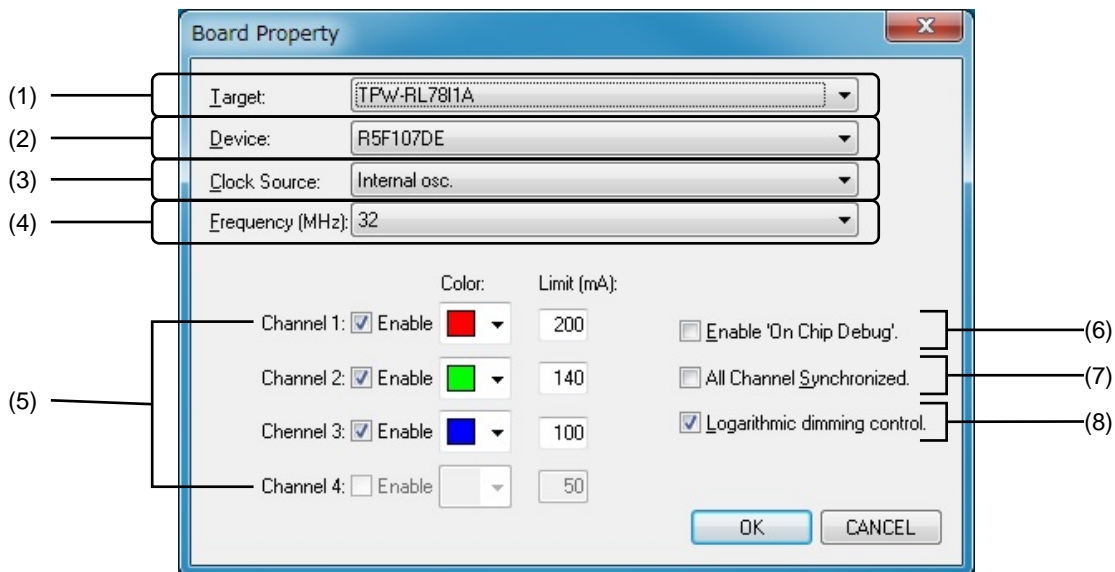 Board Property
(1) Target: TPW-RL78I1A
(2) Device: R5F107DE
(3) Clock Source: Internal osc.
(4) Frequency (MHz): 32
Color: Limit (mA):
Channel 1: Enable 200
Enable 'On Chip Debug'. (6)
Channel 2: Enable 140
All Channel Synchronized. (7)
(5)
Chennel 3: Enable 100
Logarithmic dimming control. (8)
Channel 4: Enable 50
OK CANCEL